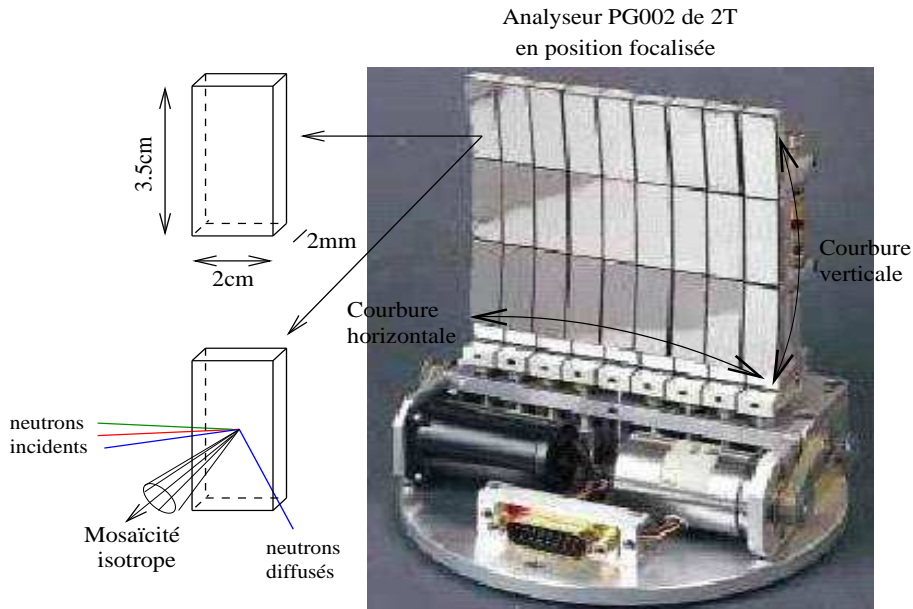 Analyseur PG002 de 2T
en position focalisée
3.5cm
2mm
2cm
Courbure
verticale
Courbure
horizontale
neutrons
incidents
Mosaïcité
isotrope
neutrons
diffusés